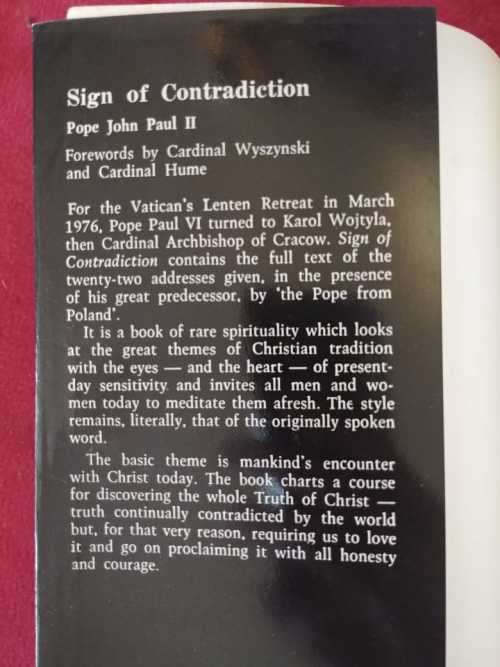 Sign of Contradiction
Pope John Paul II
Forewords by Cardinal Wyszynski
and Cardinal Hume
For the Vatican's Lenten Retreat in March
1976, Pope Paul VI turned to Karol Wojtyla,
then Cardinal Archbishop of Cracow. Sign of
Contradiction contains the full text of the
twenty-two addresses given, in the presence
of his great predecessor, by 'the Pope from
Poland'.
It is a book of rare spirituality which looks
at the great themes of Christian tradition
with the eyes — and the heart — of present-
day sensitivity and invites all men and wo-
men today to meditate them afresh. The style
remains, literally, that of the originally spoken
word.
The basic theme is mankind's encounter
with Christ today. The book charts a course
for discovering the whole Truth of Christ —
truth continually contradicted by the world
but, for that very reason, requiring us to love
it and go on proclaiming it with all honesty
and courage.